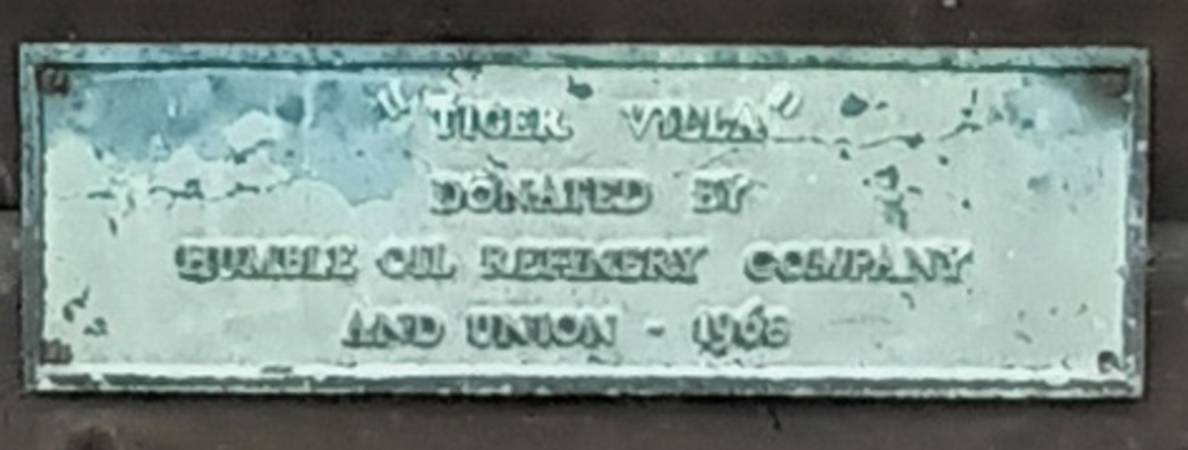 "TIGER VILLA"
DONATED BY
HUMBLE OIL REFINERY COMPANY
AND UNION - 1968